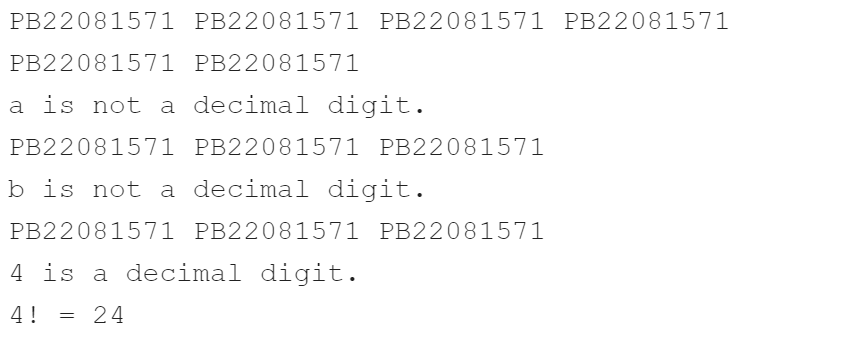 PB22081571 PB22081571 PB22081571 PB22081571
PB22081571 PB22081571
a is not a decimal digit.
PB22081571 PB22081571 PB22081571
b is not a decimal digit.
PB22081571 PB22081571 PB22081571
4 is a decimal digit.
4! = 24